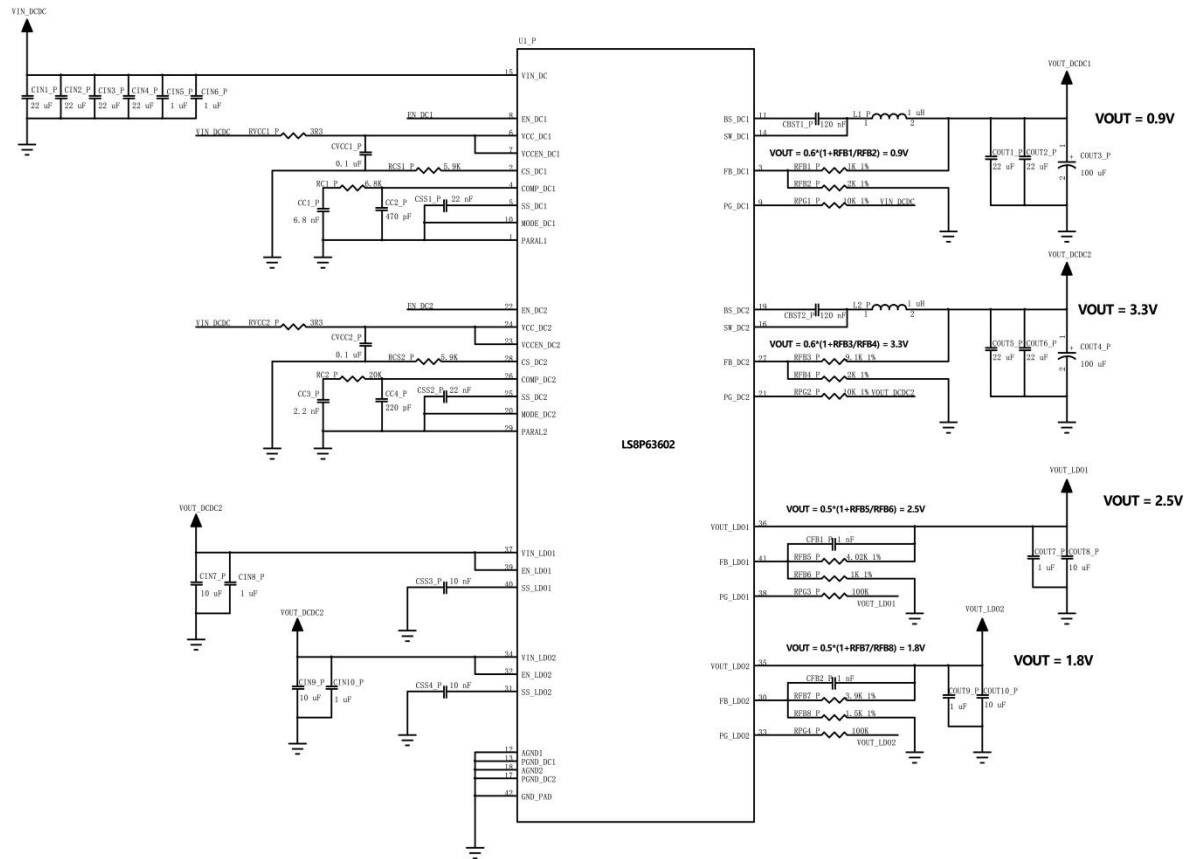 VIN_DCDC
U1_P
15
VIN_DC
CIN1_P
22 uF
CIN2_P
22 uF
CIN3_P
22 uF
CIN4_P
22 uF
CIN5_P
1 uF
CIN6_P
1 uF
EN_DC1
8
EN_DC1
VIN_DCDC
RVCC1_P
3R3
6
VCC_DC1
7
VCCEN_DC1
CVCC1_P
0.1 uF
RCS1_P
5.9K
2
CS_DC1
RC1_P
6.8K
4
COMP_DC1
CC1_P
6.8 nF
CC2_P
470 pF
CSS1_P
22 nF
5
SS_DC1
10
MODE_DC1
1
PARAL1
EN_DC2
22
EN_DC2
VIN_DCDC
RVCC2_P
3R3
24
VCC_DC2
23
VCCEN_DC2
CVCC2_P
0.1 uF
RCS2_P
5.9K
28
CS_DC2
RC2_P
20K
26
COMP_DC2
CC3_P
2.2 nF
CC4_P
220 pF
CSS2_P
22 nF
25
SS_DC2
20
MODE_DC2
29
PARAL2
VOUT_DCDC2
37
VIN_LDO1
39
EN_LDO1
CIN7_P
10 uF
CIN8_P
1 uF
CSS3_P
10 nF
40
SS_LDO1
VOUT_DCDC2
34
VIN_LDO2
32
EN_LDO2
CIN9_P
10 uF
CIN10_P
1 uF
CSS4_P
10 nF
31
SS_LDO2
12
AGND1
13
PGND_DC1
18
AGND2
17
PGND_DC2
42
GND_PAD
LS8P63602
VOUT_DCDC1
VOUT = 0.9V
BS_DC1
11
CBST1_P
120 nF
L1_P
1 uH
1
2
SW_DC1
14
VOUT = 0.6*(1+RFB1/RFB2) = 0.9V
FB_DC1
3
RFB1_P
1K 1%
RFB2_P
2K 1%
PG_DC1
9
RPG1_P
10K 1%
VIN_DCDC
COUT1_P
22 uF
COUT2_P
22 uF
1
+
2
COUT3_P
100 uF
VOUT_DCDC2
VOUT = 3.3V
BS_DC2
19
CBST2_P
120 nF
L2_P
1 uH
1
2
SW_DC2
16
VOUT = 0.6*(1+RFB3/RFB4) = 3.3V
FB_DC2
27
RFB3_P
9.1K 1%
RFB4_P
2K 1%
PG_DC2
21
RPG2_P
10K 1%
VOUT_DCDC2
COUT5_P
22 uF
COUT6_P
22 uF
1
+
2
COUT4_P
100 uF
VOUT_LDO1
VOUT = 2.5V
VOUT = 0.5*(1+RFB5/RFB6) = 2.5V
VOUT_LDO1
36
CFB1_P
1 nF
FB_LDO1
41
RFB5_P
4.02K 1%
RFB6_P
1K 1%
PG_LDO1
38
RPG3_P
100K
VOUT_LDO1
COUT7_P
1 uF
COUT8_P
10 uF
VOUT_LDO2
VOUT = 1.8V
VOUT = 0.5*(1+RFB7/RFB8) = 1.8V
VOUT_LDO2
35
CFB2_P
1 nF
FB_LDO2
30
RFB7_P
3.9K 1%
RFB8_P
1.5K 1%
PG_LDO2
33
RPG4_P
100K
VOUT_LDO2
COUT9_P
1 uF
COUT10_P
10 uF